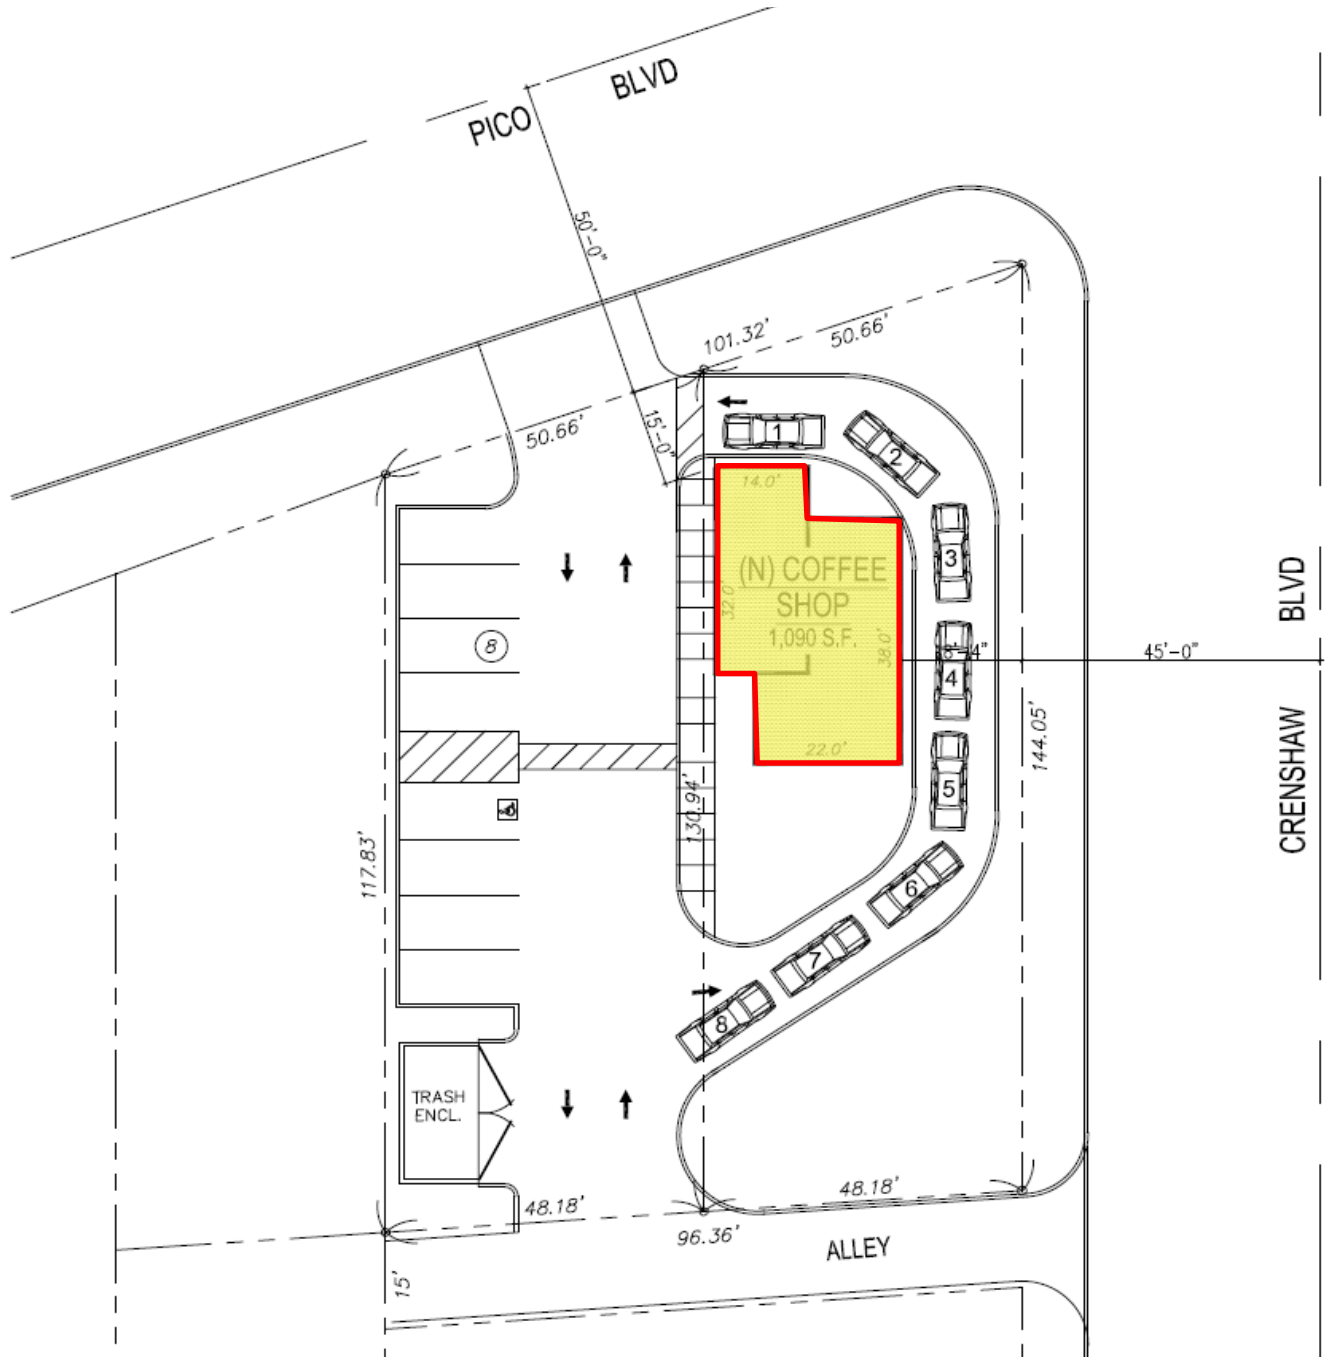 BLVD
PICO
50'-0"
101.32'
50.66'
50.66'
15'-0"
1
2
14.0'
3
(N) COFFEE
SHOP
1,090 S.F.
32.0'
38.0'
BLVD
8
8'-4"
45'-0"
4
144.05'
CRENSHAW
22.0'
5
130.94'
117.83'
6
7
8
TRASH
ENCL.
48.18'
48.18'
96.36'
ALLEY
15'